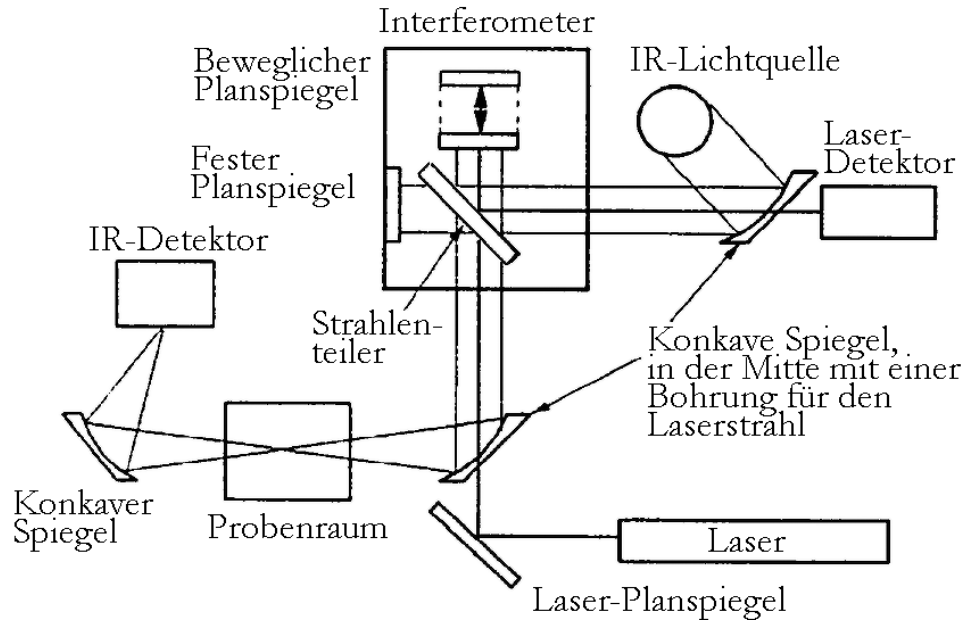 Interferometer
Beweglicher
Planspiegel
IR-Lichtquelle
Laser-
Detektor
Fester
Planspiegel
IR-Detektor
Strahlen-
teiler
Konkave Spiegel,
in der Mitte mit einer
Bohrung für den
Laserstrahl
Konkaver
Spiegel
Probenraum
Laser
Laser-Planspiegel